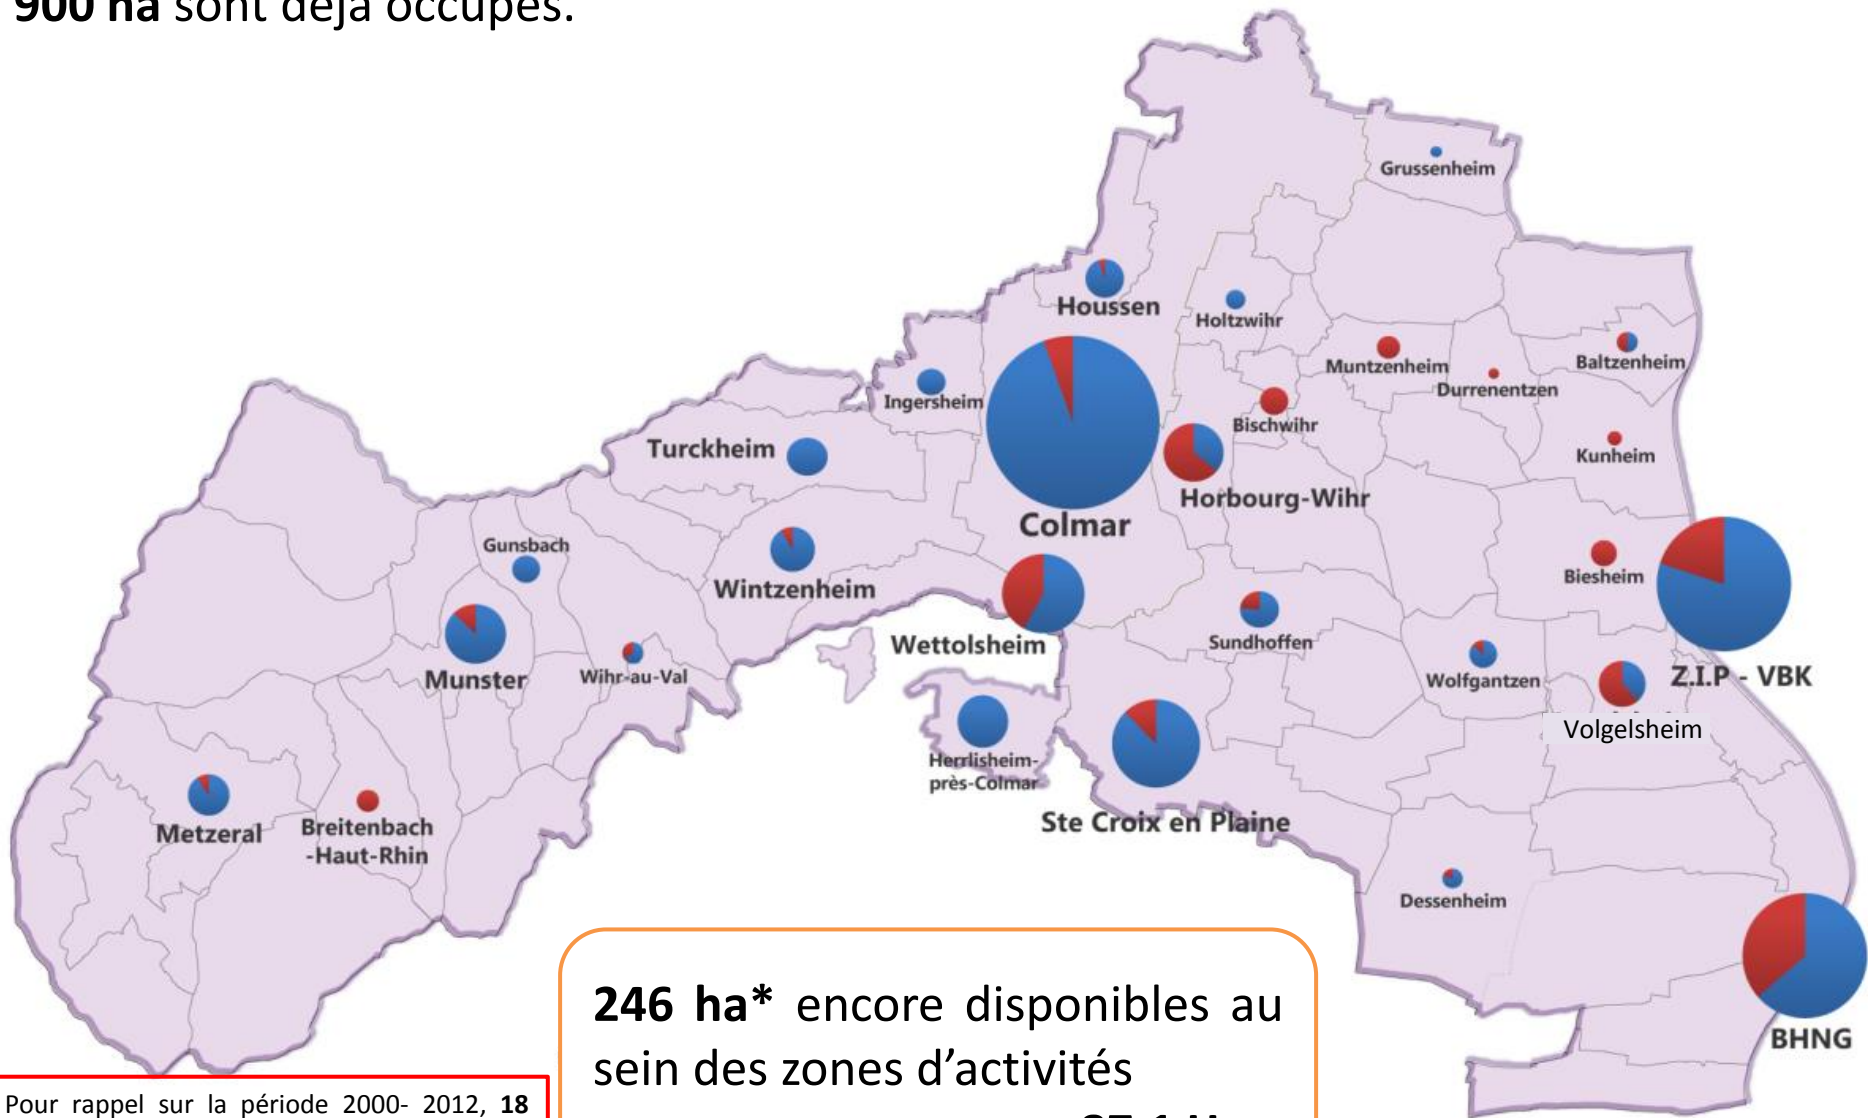 900 ha sont déjà occupés.
Grussenheim
Houssen
Holtzwihr
Muntzenheim
Baltzenheim
Durrenentzen
Ingersheim
Bischwihr
Turckheim
Kunheim
Horbourg-Wihr
Colmar
Gunsbach
Wintzenheim
Biesheim
Wettolsheim
Sundhoffen
Munster
Wihr-au-Val
Wolfgantzen
Z.I.P - VBK
Volgelsheim
Herrlisheim-
près-Colmar
Ste Croix en Plaine
Metzeral
Breitenbach
-Haut-Rhin
Dessenheim
BHNG
246 ha* encore disponibles au
sein des zones d’activités
Pour rappel sur la période 2000- 2012, 18